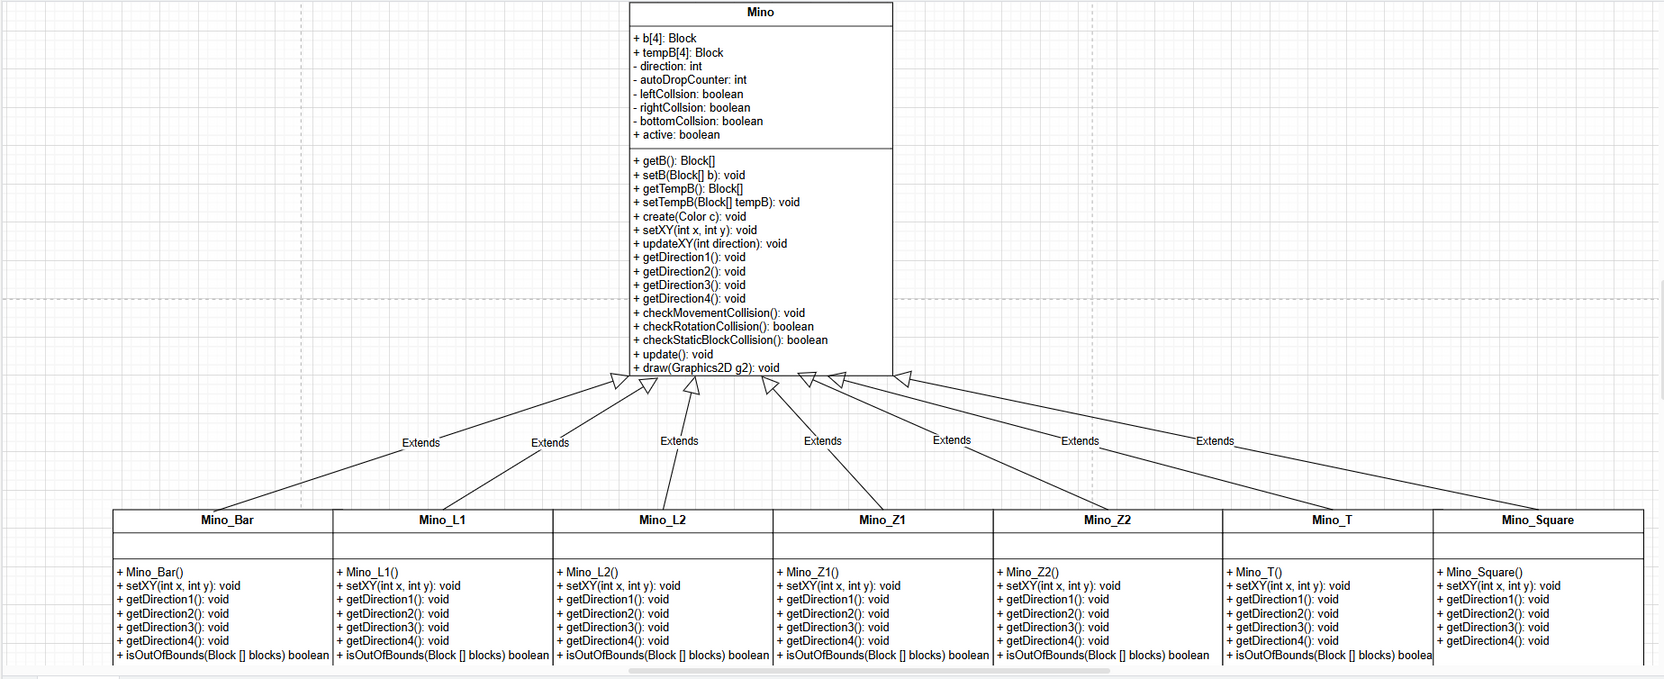 Mino
+ b[4]: Block
+ tempB[4]: Block
- direction: int
- autoDropCounter: int
- leftCollsion: boolean
- rightCollsion: boolean
- bottomCollsion: boolean
+ active: boolean
+ getB(): Block[]
+ setB(Block[] b): void
+ getTempB(): Block[]
+ setTempB(Block[] tempB): void
+ create(Color c): void
+ setXY(int x, int y): void
+ updateXY(int direction): void
+ getDirection1(): void
+ getDirection2(): void
+ getDirection3(): void
+ getDirection4(): void
+ checkMovementCollision(): void
+ checkRotationCollision(): boolean
+ checkStaticBlockCollision(): boolean
+ update(): void
+ draw(Graphics2D g2): void
Extends
Extends
Extends
Extends
Extends
Extends
Extends
Mino_Bar
+ Mino_Bar()
+ setXY(int x, int y): void
+ getDirection1(): void
+ getDirection2(): void
+ getDirection3(): void
+ getDirection4(): void
+ isOutOfBounds(Block [] blocks) boolean
Mino_L1
+ Mino_L1()
+ setXY(int x, int y): void
+ getDirection1(): void
+ getDirection2(): void
+ getDirection3(): void
+ getDirection4(): void
+ isOutOfBounds(Block [] blocks) boolean
Mino_L2
+ Mino_L2()
+ setXY(int x, int y): void
+ getDirection1(): void
+ getDirection2(): void
+ getDirection3(): void
+ getDirection4(): void
+ isOutOfBounds(Block [] blocks) boolean
Mino_Z1
+ Mino_Z1()
+ setXY(int x, int y): void
+ getDirection1(): void
+ getDirection2(): void
+ getDirection3(): void
+ getDirection4(): void
+ isOutOfBounds(Block [] blocks) boolean
Mino_Z2
+ Mino_Z2()
+ setXY(int x, int y): void
+ getDirection1(): void
+ getDirection2(): void
+ getDirection3(): void
+ getDirection4(): void
+ isOutOfBounds(Block [] blocks) boolean
Mino_T
+ Mino_T()
+ setXY(int x, int y): void
+ getDirection1(): void
+ getDirection2(): void
+ getDirection3(): void
+ getDirection4(): void
+ isOutOfBounds(Block [] blocks) boolea
Mino_Square
+ Mino_Square()
+ setXY(int x, int y): void
+ getDirection1(): void
+ getDirection2(): void
+ getDirection3(): void
+ getDirection4(): void